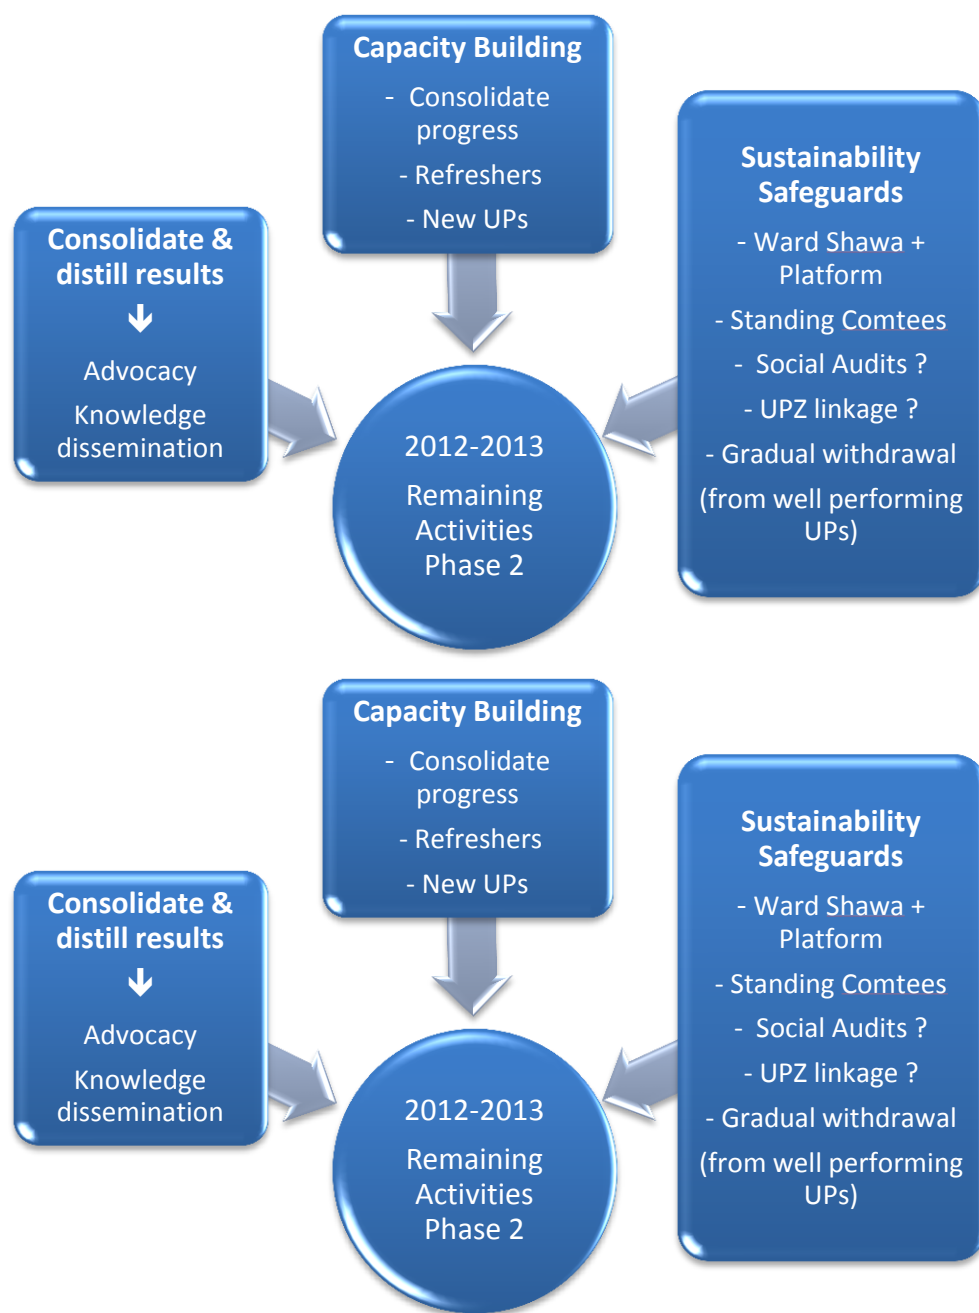 Capacity Building
- Consolidate
progress
- Refreshers
- New UPs
Consolidate &
distill results
🡫
Advocacy
Knowledge
dissemination
Sustainability
Safeguards
- Ward Shawa +
Platform
- Standing Comtees
- Social Audits ?
- UPZ linkage ?
- Gradual withdrawal
(from well performing
UPs)
2012-2013
Remaining
Activities
Phase 2
Capacity Building
- Consolidate
progress
- Refreshers
- New UPs
Consolidate &
distill results
🡫
Advocacy
Knowledge
dissemination
Sustainability
Safeguards
- Ward Shawa +
Platform
- Standing Comtees
- Social Audits ?
- UPZ linkage ?
- Gradual withdrawal
(from well performing
UPs)
2012-2013
Remaining
Activities
Phase 2